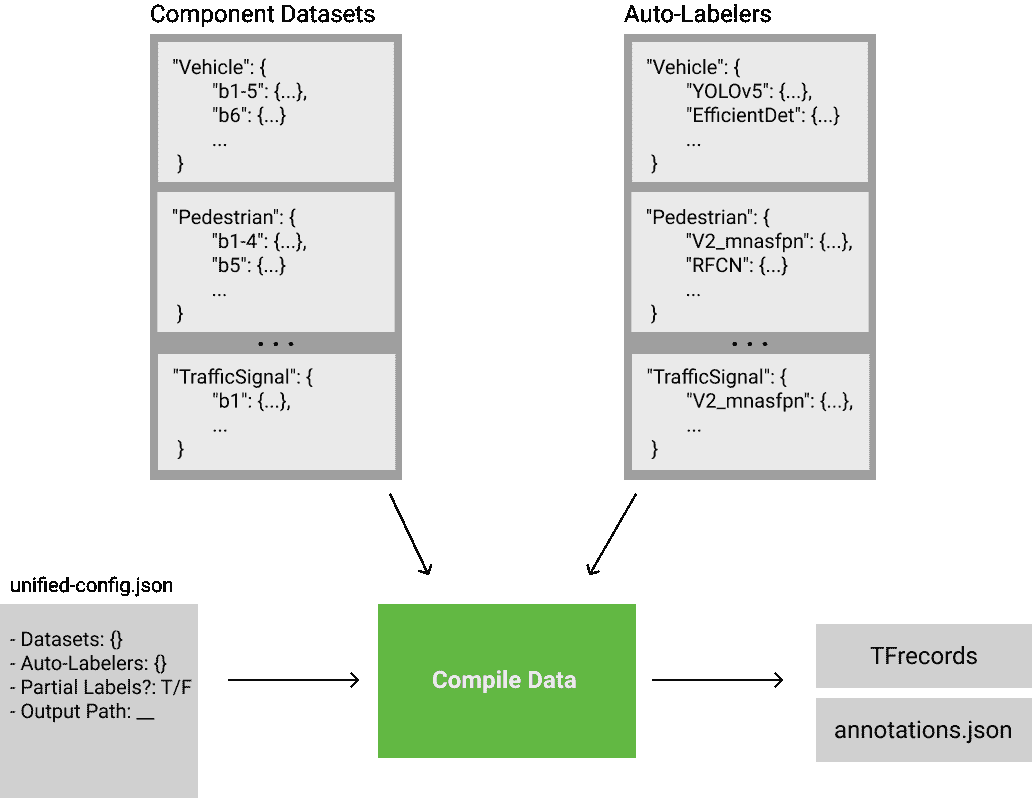 Component Datasets
"Vehicle": {
"b1-5": {...},
"b6": {...}
...
}
"Pedestrian": {
"b1-4": {...},
"b5": {...}
...
}
...
"TrafficSignal": {
"b1": {...},
...
}
Auto-Labelers
"Vehicle": {
"YOLOv5": {...},
"EfficientDet": {...}
...
}
"Pedestrian": {
"V2_mnasfpn": {...},
"RFCN": {...}
...
}
...
"TrafficSignal": {
"V2_mnasfpn": {...},
...
}
unified-config.json
- Datasets: {}
- Auto-Labelers: {}
- Partial Labels?: T/F
- Output Path: __
Compile Data
TFrecords
annotations.json